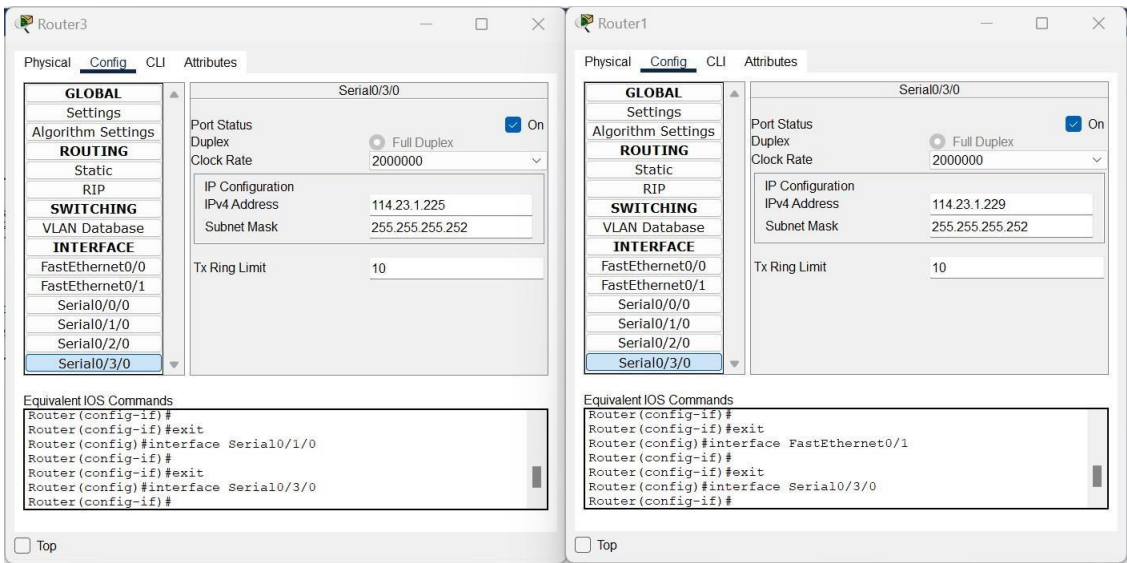 Router3
Physical Config CLI Attributes
GLOBAL
Settings
Algorithm Settings
ROUTING
Static
RIP
SWITCHING
VLAN Database
INTERFACE
FastEthernet0/0
FastEthernet0/1
Serial0/0/0
Serial0/1/0
Serial0/2/0
Serial0/3/0
Serial0/3/0
Port Status On
Duplex Full Duplex
Clock Rate 2000000
IP Configuration
IPv4 Address 114.23.1.225
Subnet Mask 255.255.255.252
Tx Ring Limit 10
Equivalent IOS Commands
Router(config-if)#
Router(config-if)#exit
Router(config)#interface Serial0/1/0
Router(config-if)#
Router(config-if)#exit
Router(config)#interface Serial0/3/0
Router(config-if)#
Top
Router1
Physical Config CLI Attributes
GLOBAL
Settings
Algorithm Settings
ROUTING
Static
RIP
SWITCHING
VLAN Database
INTERFACE
FastEthernet0/0
FastEthernet0/1
Serial0/0/0
Serial0/1/0
Serial0/2/0
Serial0/3/0
Serial0/3/0
Port Status On
Duplex Full Duplex
Clock Rate 2000000
IP Configuration
IPv4 Address 114.23.1.229
Subnet Mask 255.255.255.252
Tx Ring Limit 10
Equivalent IOS Commands
Router(config-if)#
Router(config-if)#exit
Router(config)#interface FastEthernet0/1
Router(config-if)#
Router(config-if)#exit
Router(config)#interface Serial0/3/0
Router(config-if)#
Top